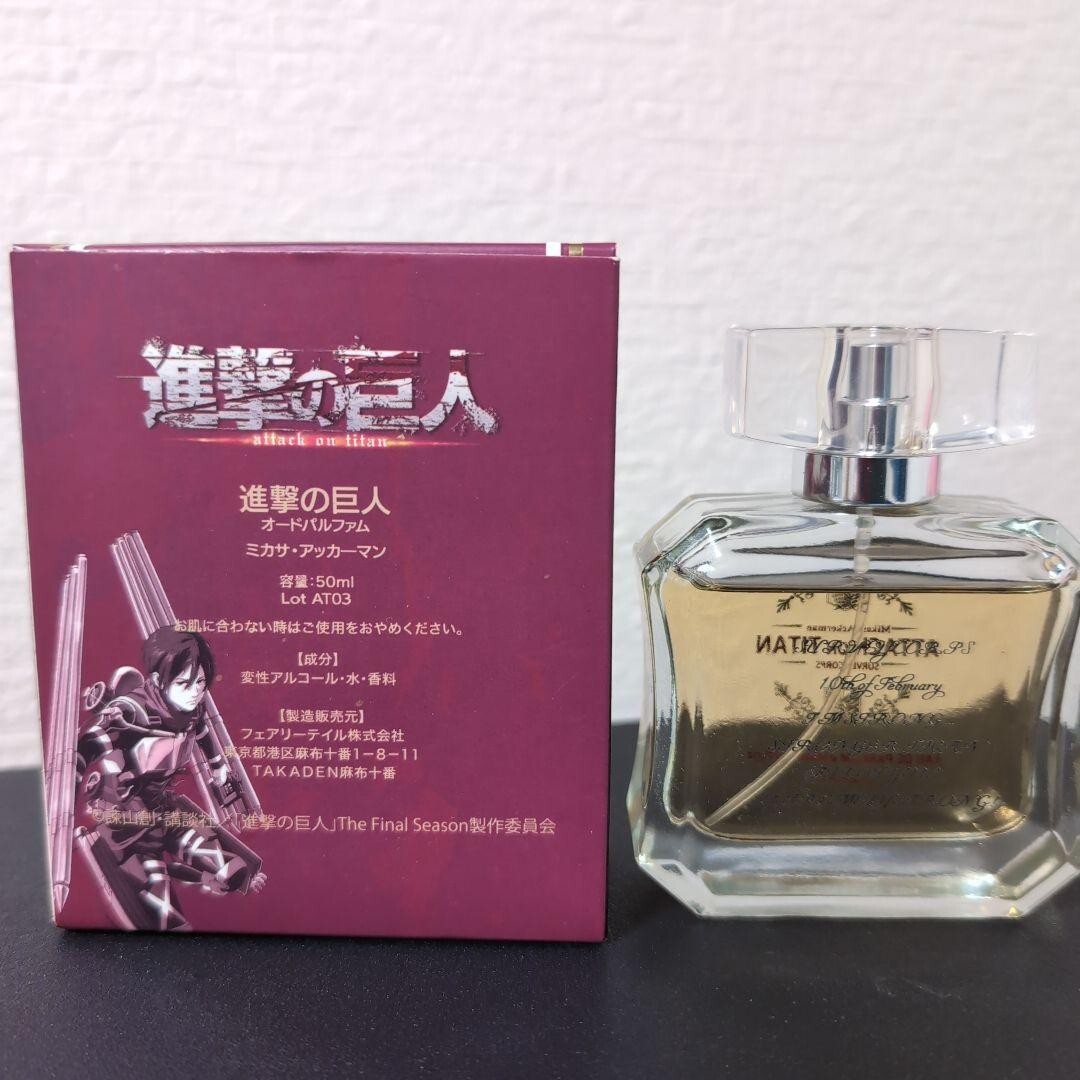 進撃の巨人
attack on titan
進撃の巨人
オードパルファム
ミカサ・アッカーマン
容量：50ml
Lot AT03
お肌に合わない時はご使用をおやめください。
【成分】
変性アルコール・水・香料
【製造販売元】
フェアリーテイル株式会社
東京都港区麻布十番1－8－11
TAKADEN麻布十番
©諫山創・講談社／「進撃の巨人」The Final Season製作委員会
ATTACK ON TITAN
10th of February